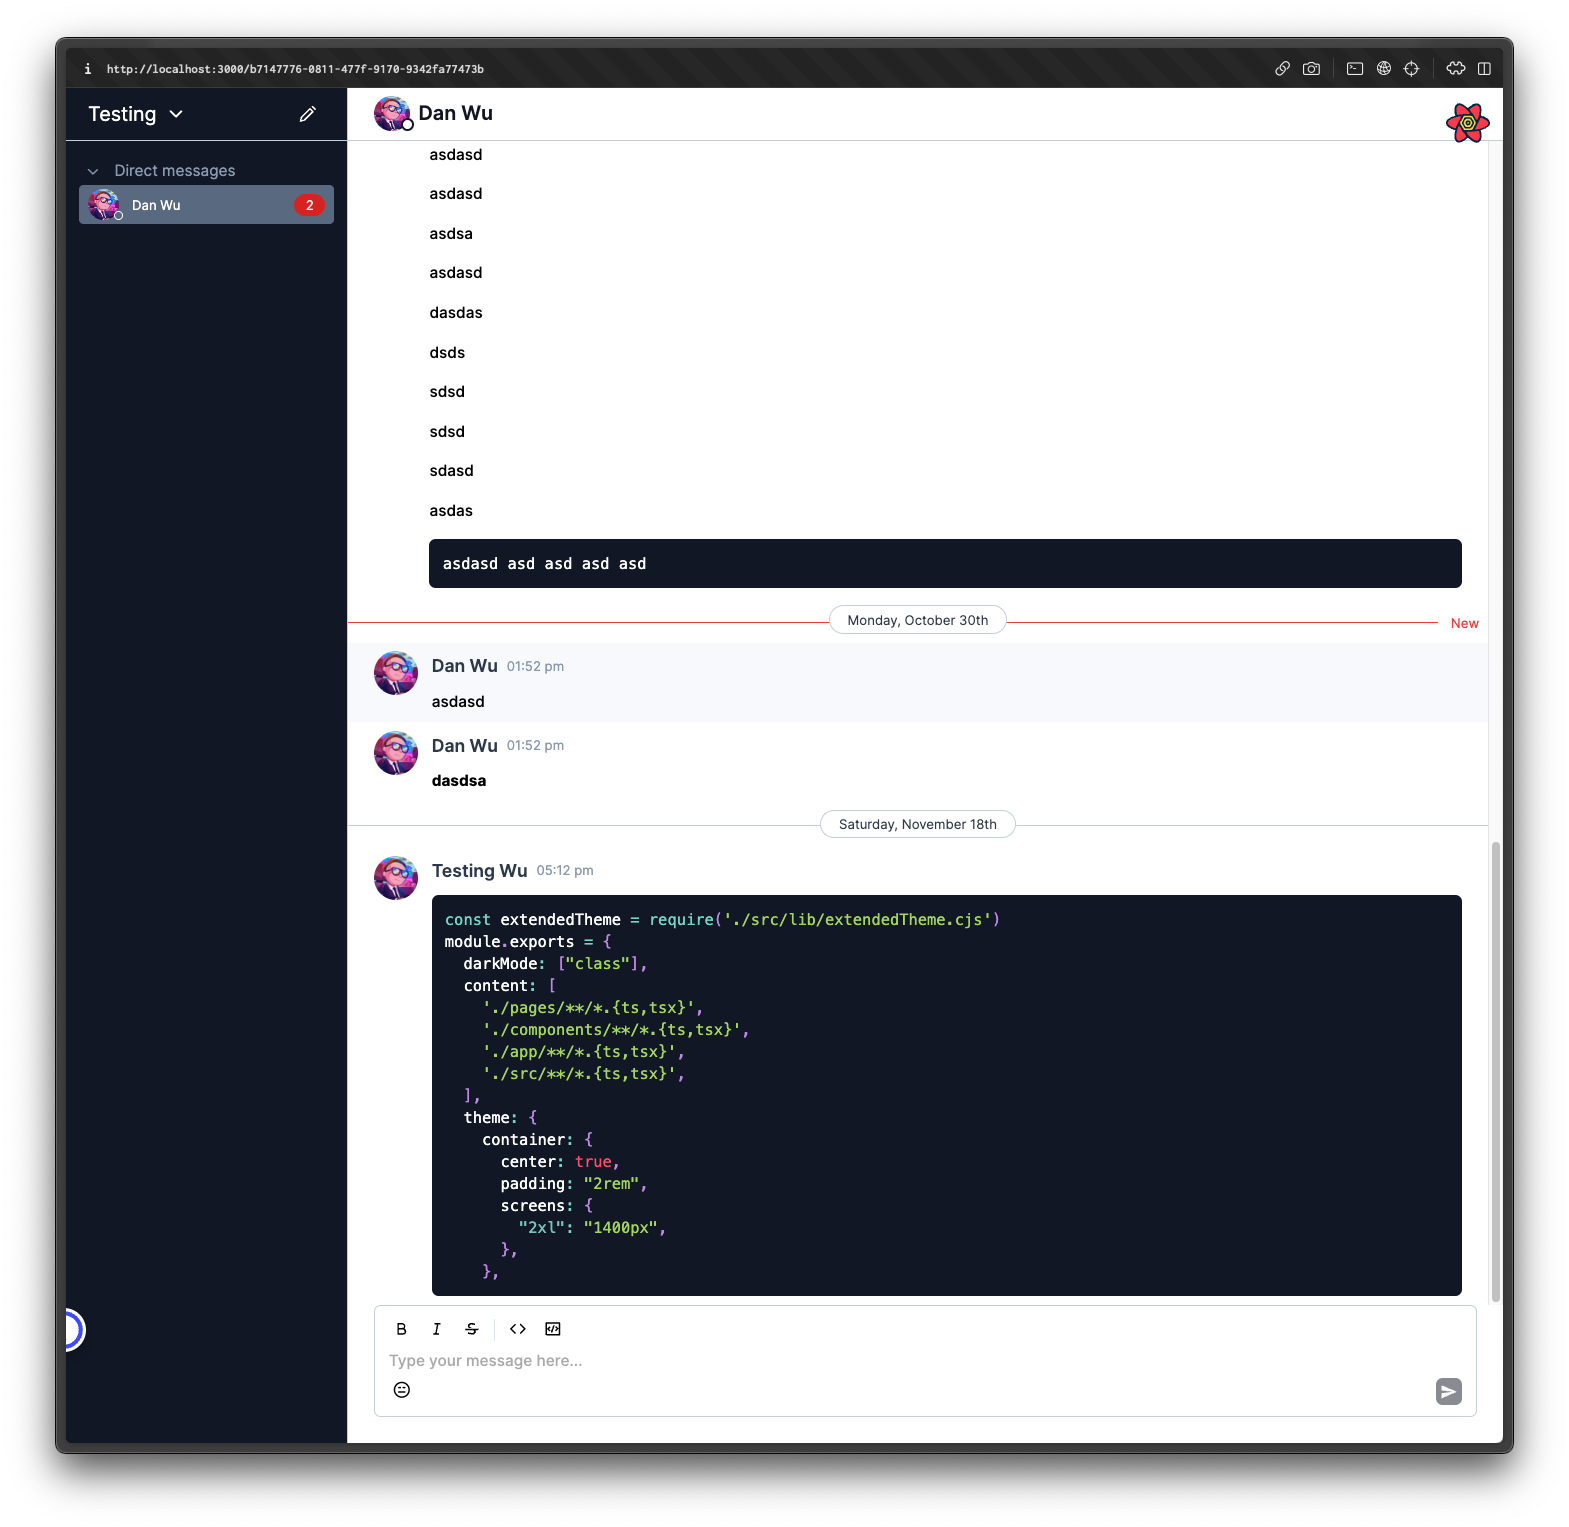 i http://localhost:3000/b7147776-0811-477f-9170-9342fa77473b
Testing
Direct messages
Dan Wu 2
Dan Wu
asdasd
asdasd
asdsa
asdasd
dasdas
dsds
sdsd
sdsd
sdasd
asdas
asdasd asd asd asd asd
Monday, October 30th
New
Dan Wu 01:52 pm
asdasd
Dan Wu 01:52 pm
dasdsa
Saturday, November 18th
Testing Wu 05:12 pm
const extendedTheme = require('./src/lib/extendedTheme.cjs')
module.exports = {
  darkMode: ["class"],
  content: [
    './pages/**/*.{ts,tsx}',
    './components/**/*.{ts,tsx}',
    './app/**/*.{ts,tsx}',
    './src/**/*.{ts,tsx}',
  ],
  theme: {
    container: {
      center: true,
      padding: "2rem",
      screens: {
        "2xl": "1400px",
      },
    },
B I S
Type your message here...